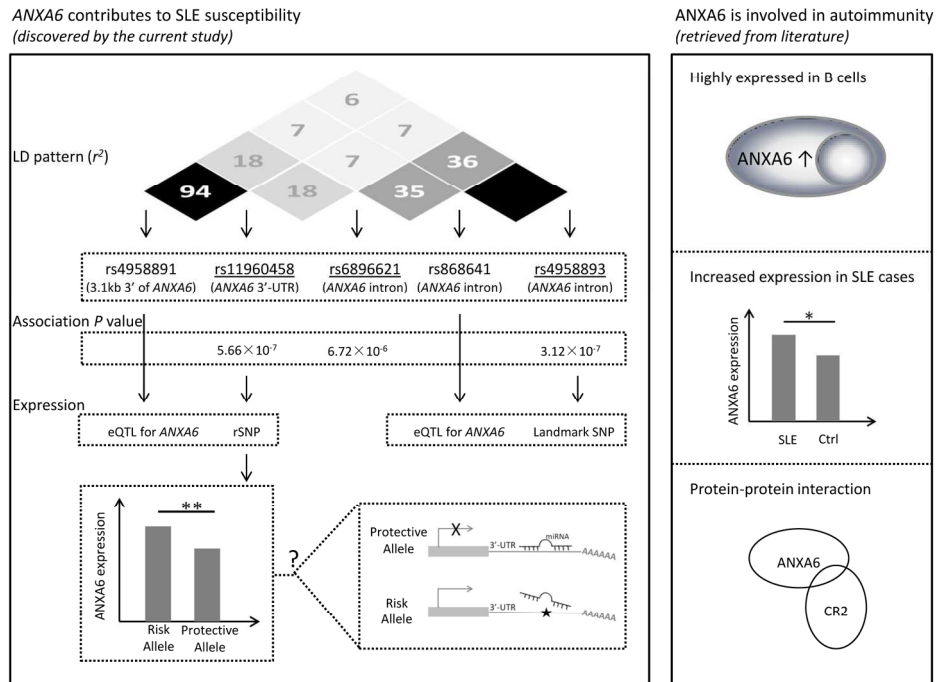 ANXA6 contributes to SLE susceptibility
(discovered by the current study)
LD pattern (r²)
6
7
7
18
7
36
94
18
35
rs4958891
(3.1kb 3’ of ANXA6)
rs11960458
(ANXA6 3’-UTR)
rs6896621
(ANXA6 intron)
rs868641
(ANXA6 intron)
rs4958893
(ANXA6 intron)
Association P value
5.66×10⁻⁷
6.72×10⁻⁶
3.12×10⁻⁷
Expression
eQTL for ANXA6
rSNP
eQTL for ANXA6
Landmark SNP
ANXA6 expression
**
Risk
Allele
Protective
Allele
?
Protective
Allele
X
3’-UTR
miRNA
AAAAAA
Risk
Allele
3’-UTR
AAAAAA
ANXA6 is involved in autoimmunity
(retrieved from literature)
Highly expressed in B cells
ANXA6 ↑
Increased expression in SLE cases
ANXA6 expression
*
SLE
Ctrl
Protein-protein interaction
ANXA6
CR2